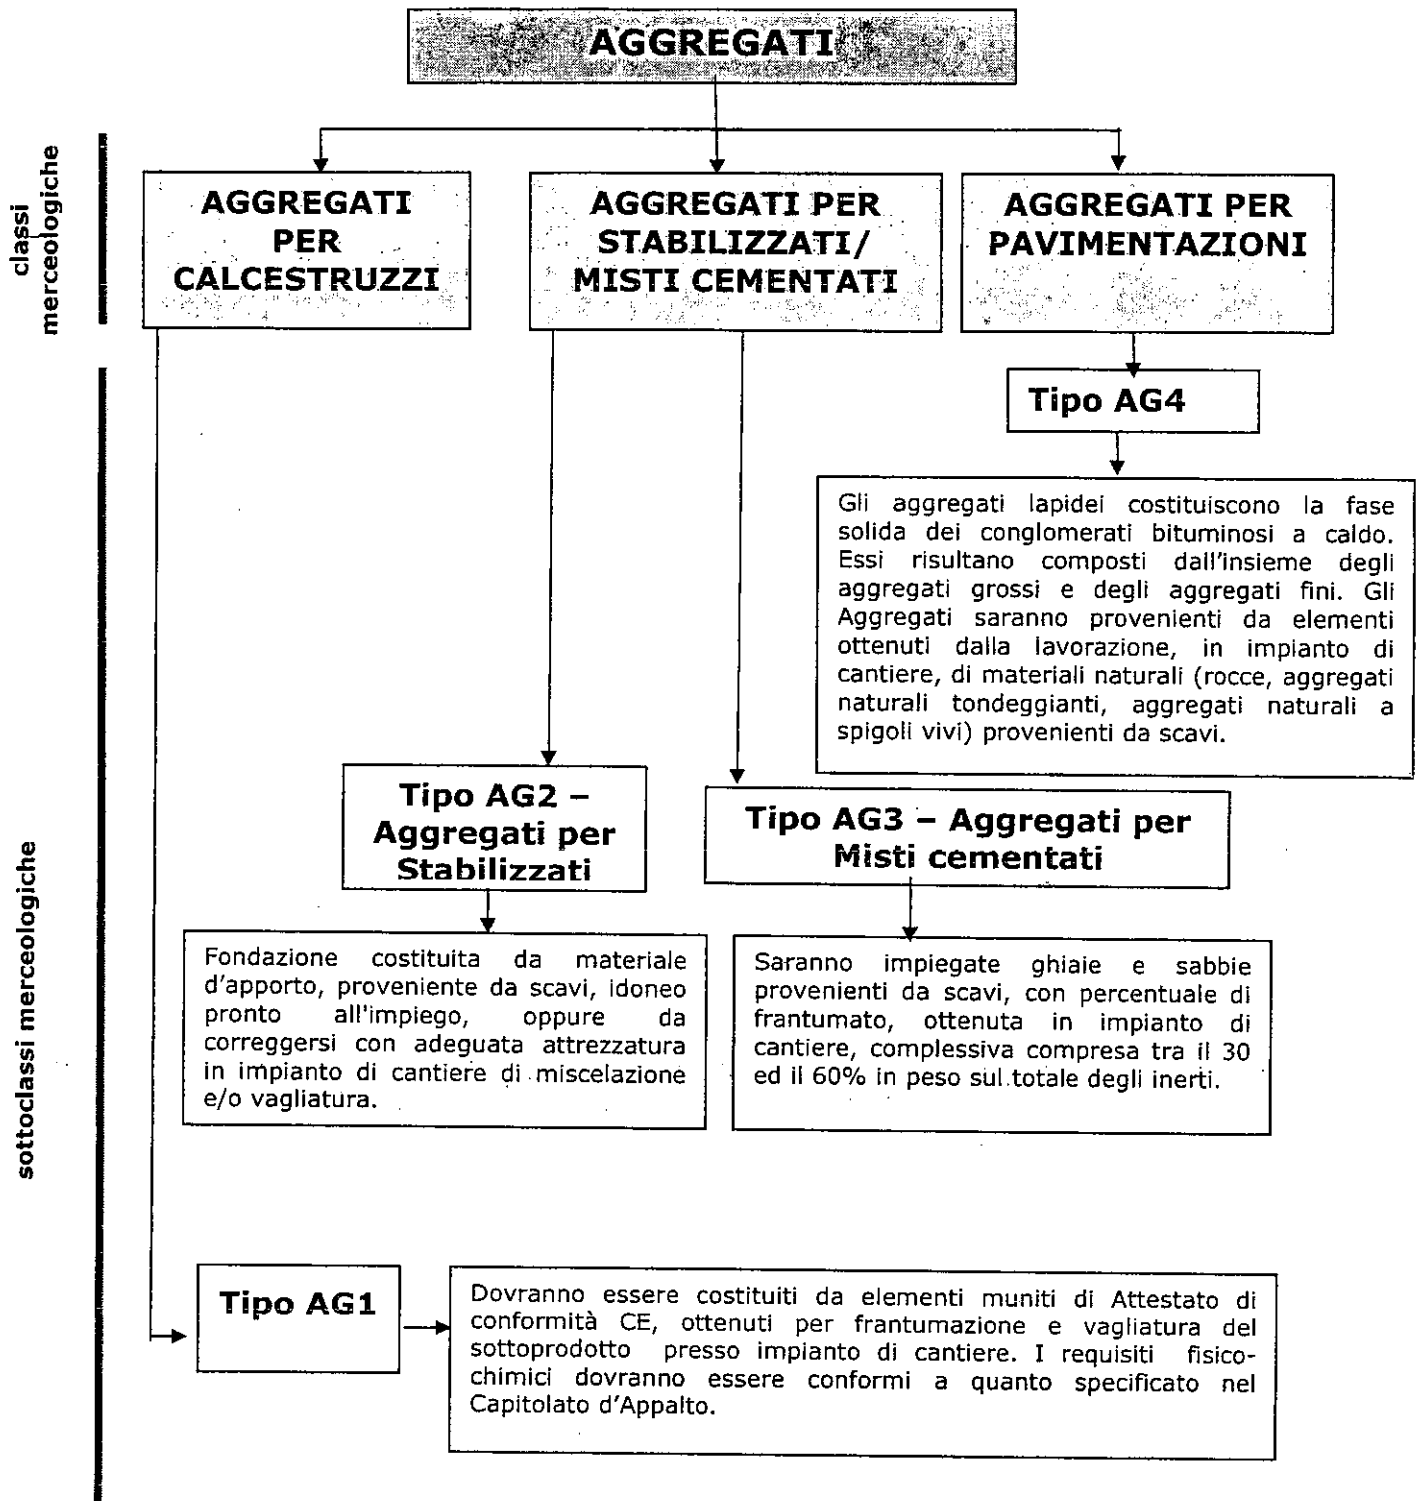 AGGREGATI
classi
merceologiche
AGGREGATI
PER
CALCESTRUZZI
AGGREGATI PER
STABILIZZATI/
MISTI CEMENTATI
AGGREGATI PER
PAVIMENTAZIONI
sottoclassi merceologiche
Tipo AG4
Gli aggregati lapidei costituiscono la fase
solida dei conglomerati bituminosi a caldo.
Essi risultano composti dall'insieme degli
aggregati grossi e degli aggregati fini. Gli
Aggregati saranno provenienti da elementi
ottenuti dalla lavorazione, in impianto di
cantiere, di materiali naturali (rocce, aggregati
naturali tondeggianti, aggregati naturali a
spigoli vivi) provenienti da scavi.
Tipo AG2 –
Aggregati per
Stabilizzati
Tipo AG3 – Aggregati per
Misti cementati
Fondazione costituita da materiale
d'apporto, proveniente da scavi, idoneo
pronto all'impiego, oppure da
correggersi con adeguata attrezzatura
in impianto di cantiere di miscelazione
e/o vagliatura.
Saranno impiegate ghiaie e sabbie
provenienti da scavi, con percentuale di
frantumato, ottenuta in impianto di
cantiere, complessiva compresa tra il 30
ed il 60% in peso sul totale degli inerti.
Tipo AG1
Dovranno essere costituiti da elementi muniti di Attestato di
conformità CE, ottenuti per frantumazione e vagliatura del
sottoprodotto presso impianto di cantiere. I requisiti fisico-
chimici dovranno essere conformi a quanto specificato nel
Capitolato d'Appalto.